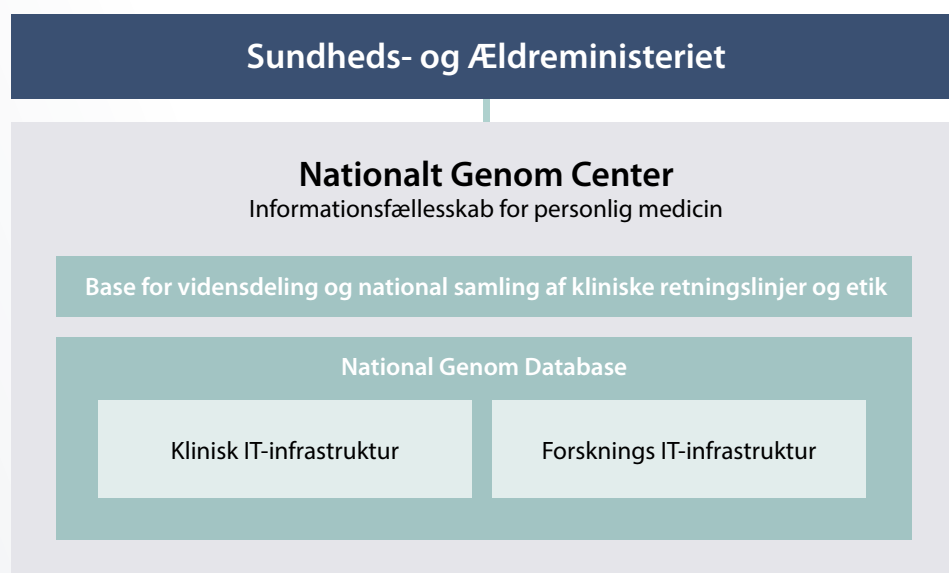 Sundheds- og Ældreministeriet
Nationalt Genom Center
Informationsfællesskab for personlig medicin
Base for vidensdeling og national samling af kliniske retningslinjer og etik
National Genom Database
Klinisk IT-infrastruktur
Forsknings IT-infrastruktur